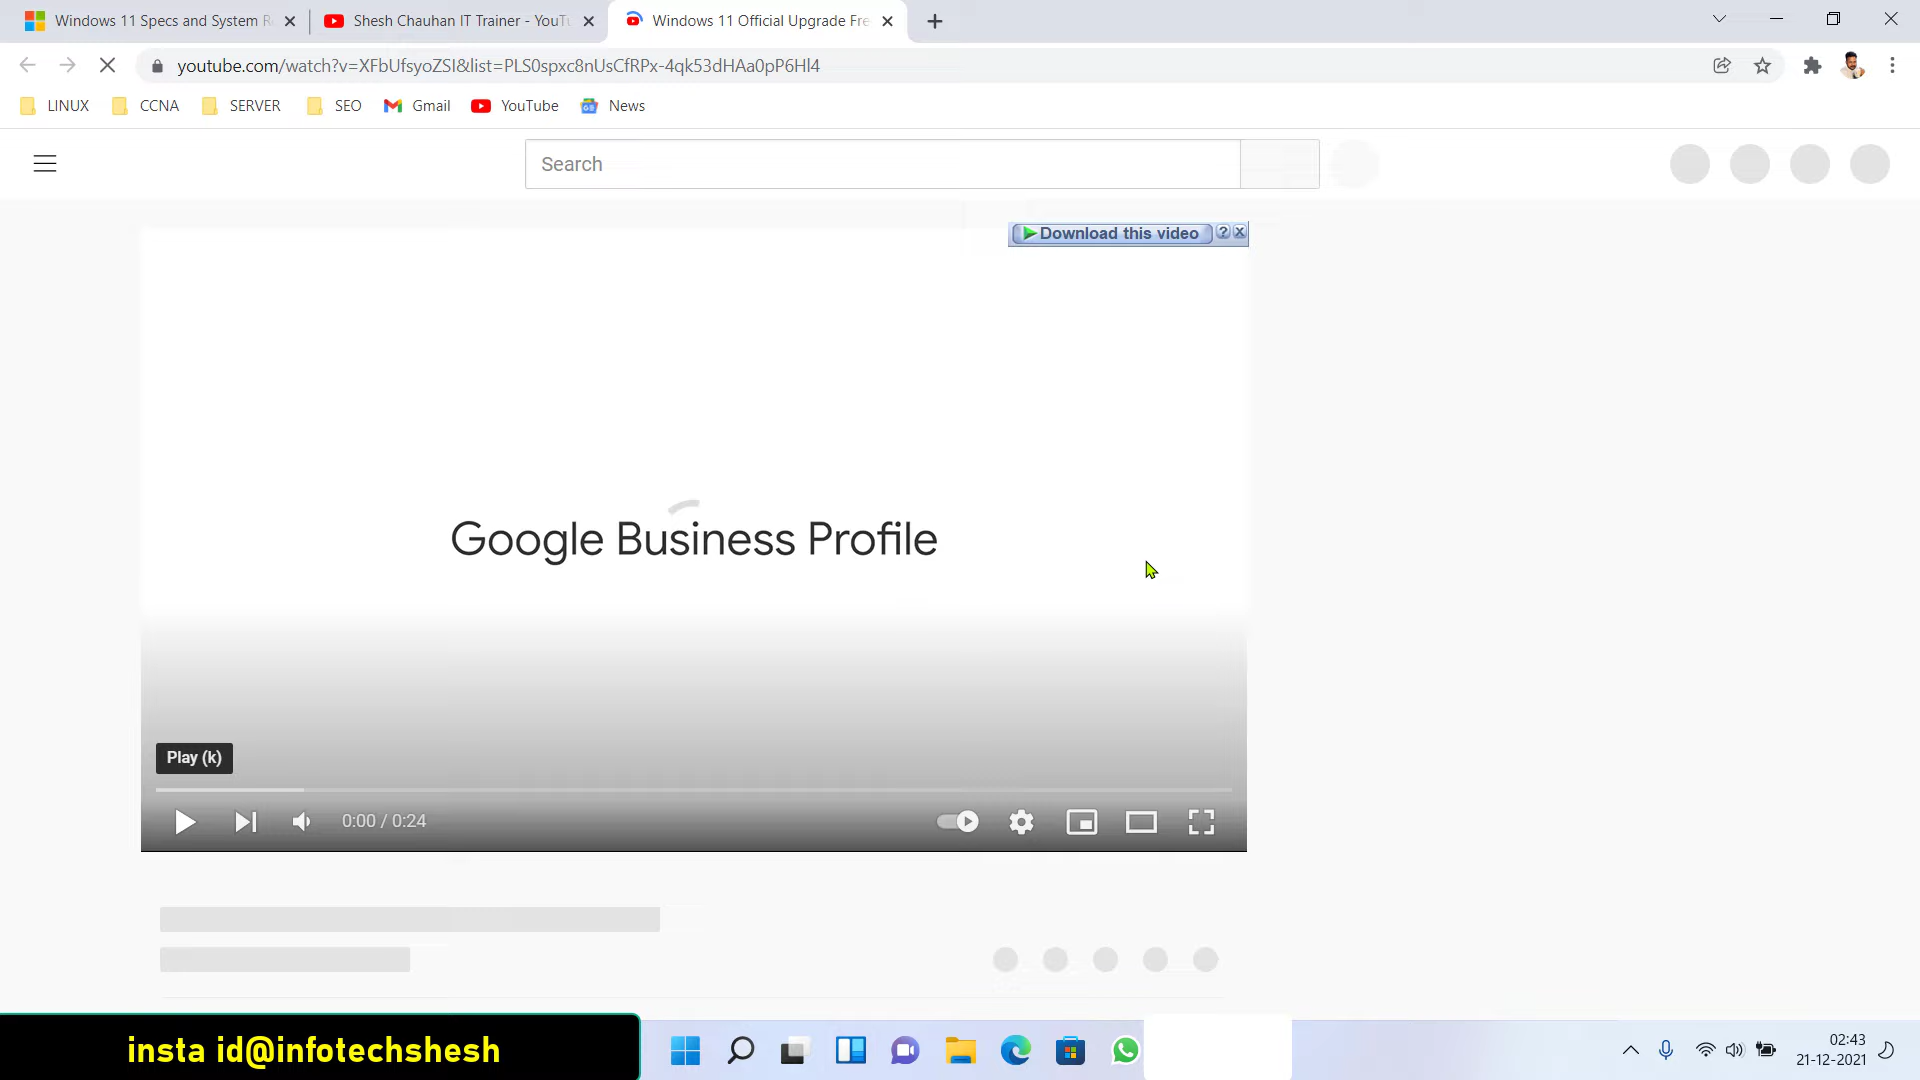 Windows 11 Specs and System R
Shesh Chauhan IT Trainer - YouTu
Windows 11 Official Upgrade Fre
youtube.com/watch?v=XFbUfsyoZSI&list=PLS0spxc8nUsCfRPx-4qk53dHAa0pP6Hl4
LINUX
CCNA
SERVER
SEO
Gmail
YouTube
News
Search
Download this video
Google Business Profile
Play (k)
0:00 / 0:24
insta id@infotechshesh
02:43
21-12-2021